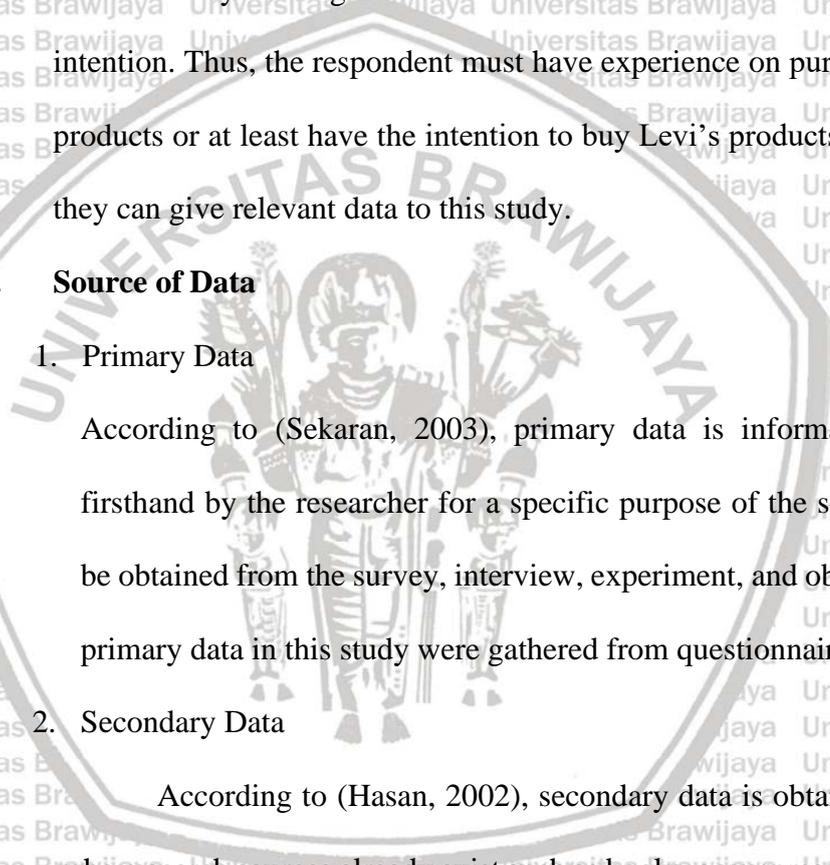 intention. Thus, the respondent must have experience on pur
products or at least have the intention to buy Levi's products
they can give relevant data to this study.
Source of Data
1. Primary Data
According to (Sekaran, 2003), primary data is inform
firsthand by the researcher for a specific purpose of the s
be obtained from the survey, interview, experiment, and ob
primary data in this study were gathered from questionnair
2. Secondary Data
According to (Hasan, 2002), secondary data is obta
UNIVERSITAS BRAWIJAYA